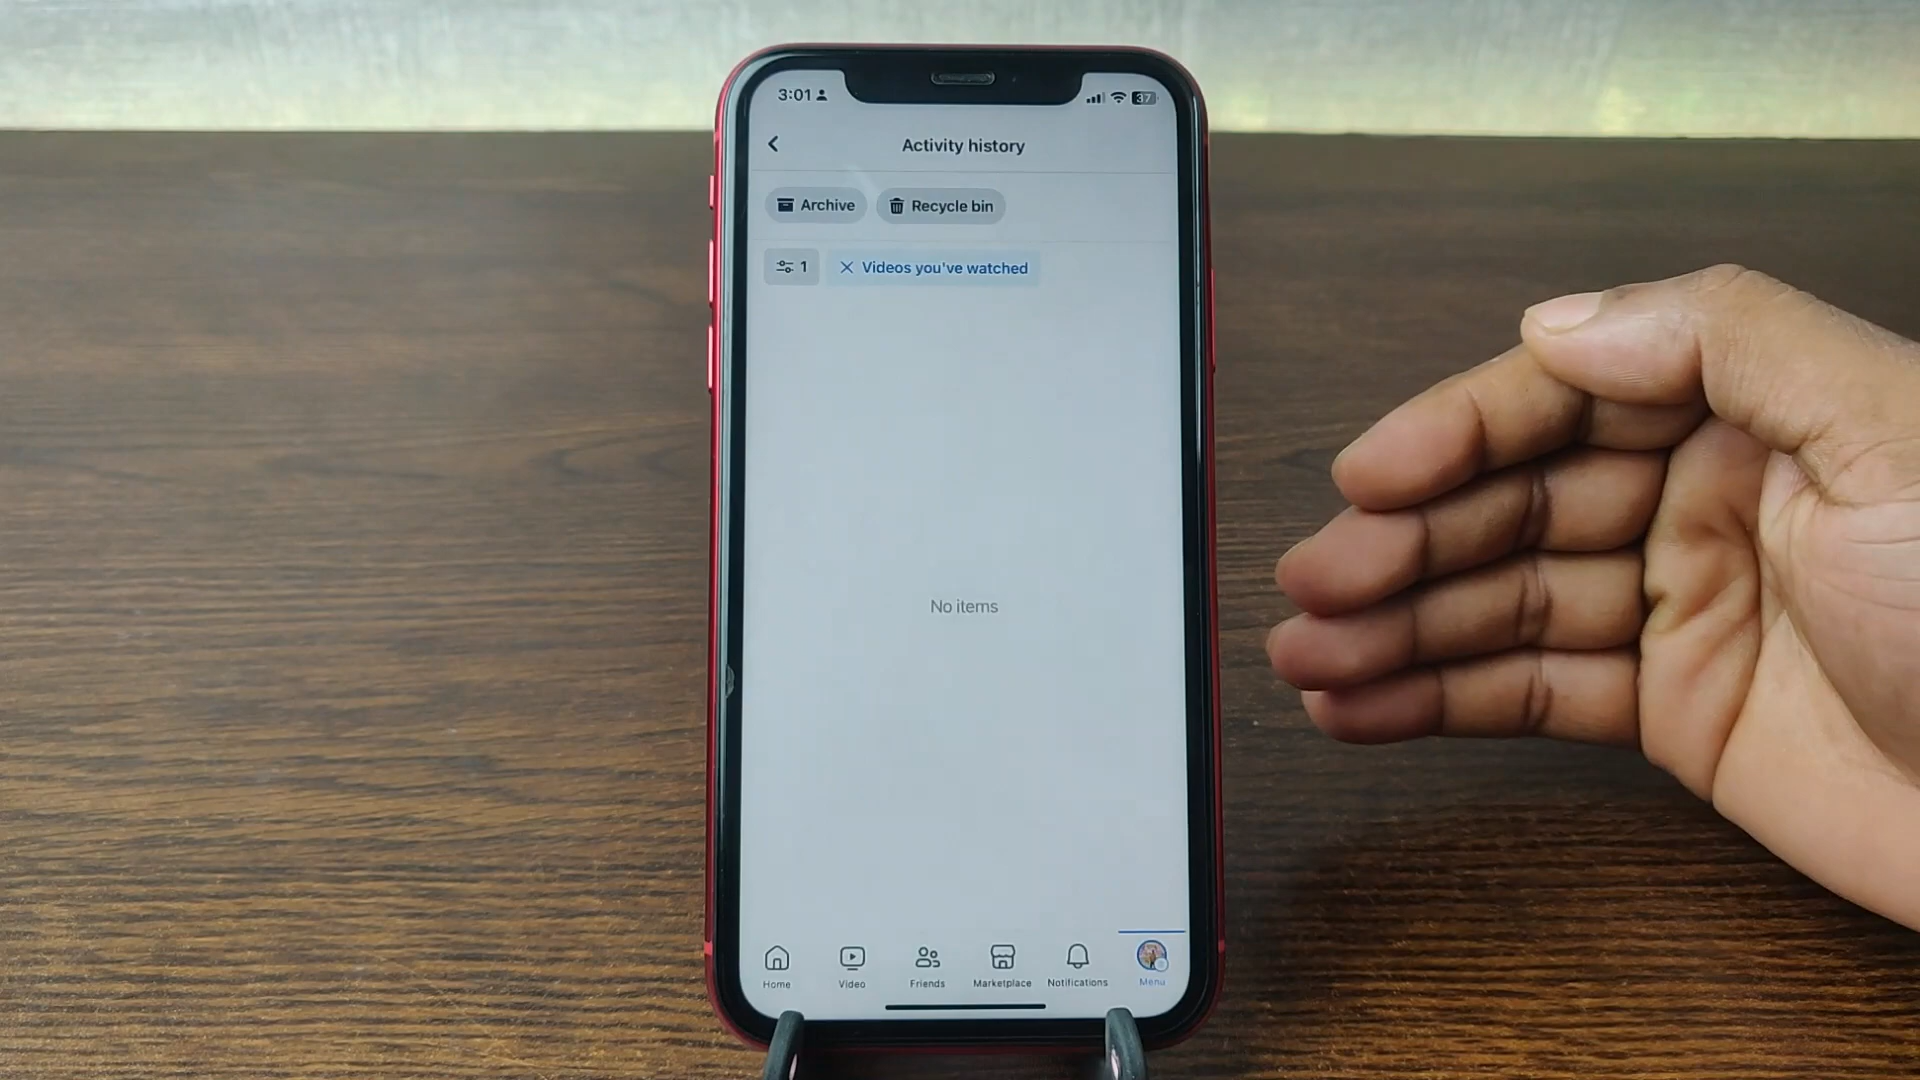 3:01
37
Activity history
Archive
Recycle bin
1
Videos you've watched
No items
Home
Video
Friends
Marketplace
Notifications
Menu